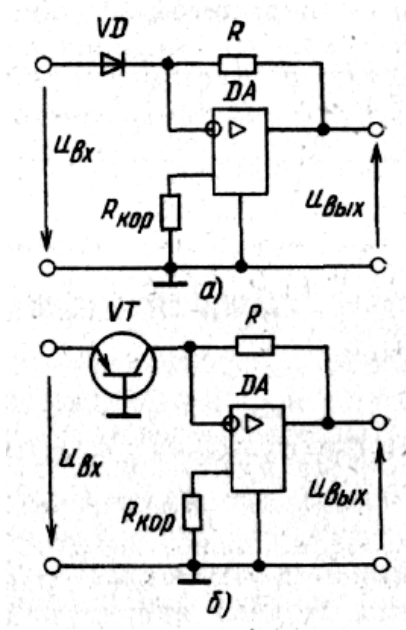 VD R
DA
u вх
R кор
u вых
а)
VT R
DA
u вх
R кор
u вых
б)